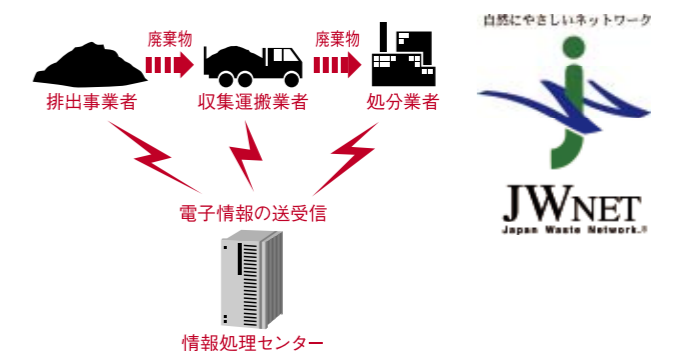 廃棄物
廃棄物
排出事業者
収集運搬業者
処分業者
電子情報の送受信
情報処理センター
自然にやさしいネットワーク
JWNET
Japan Waste Network.®